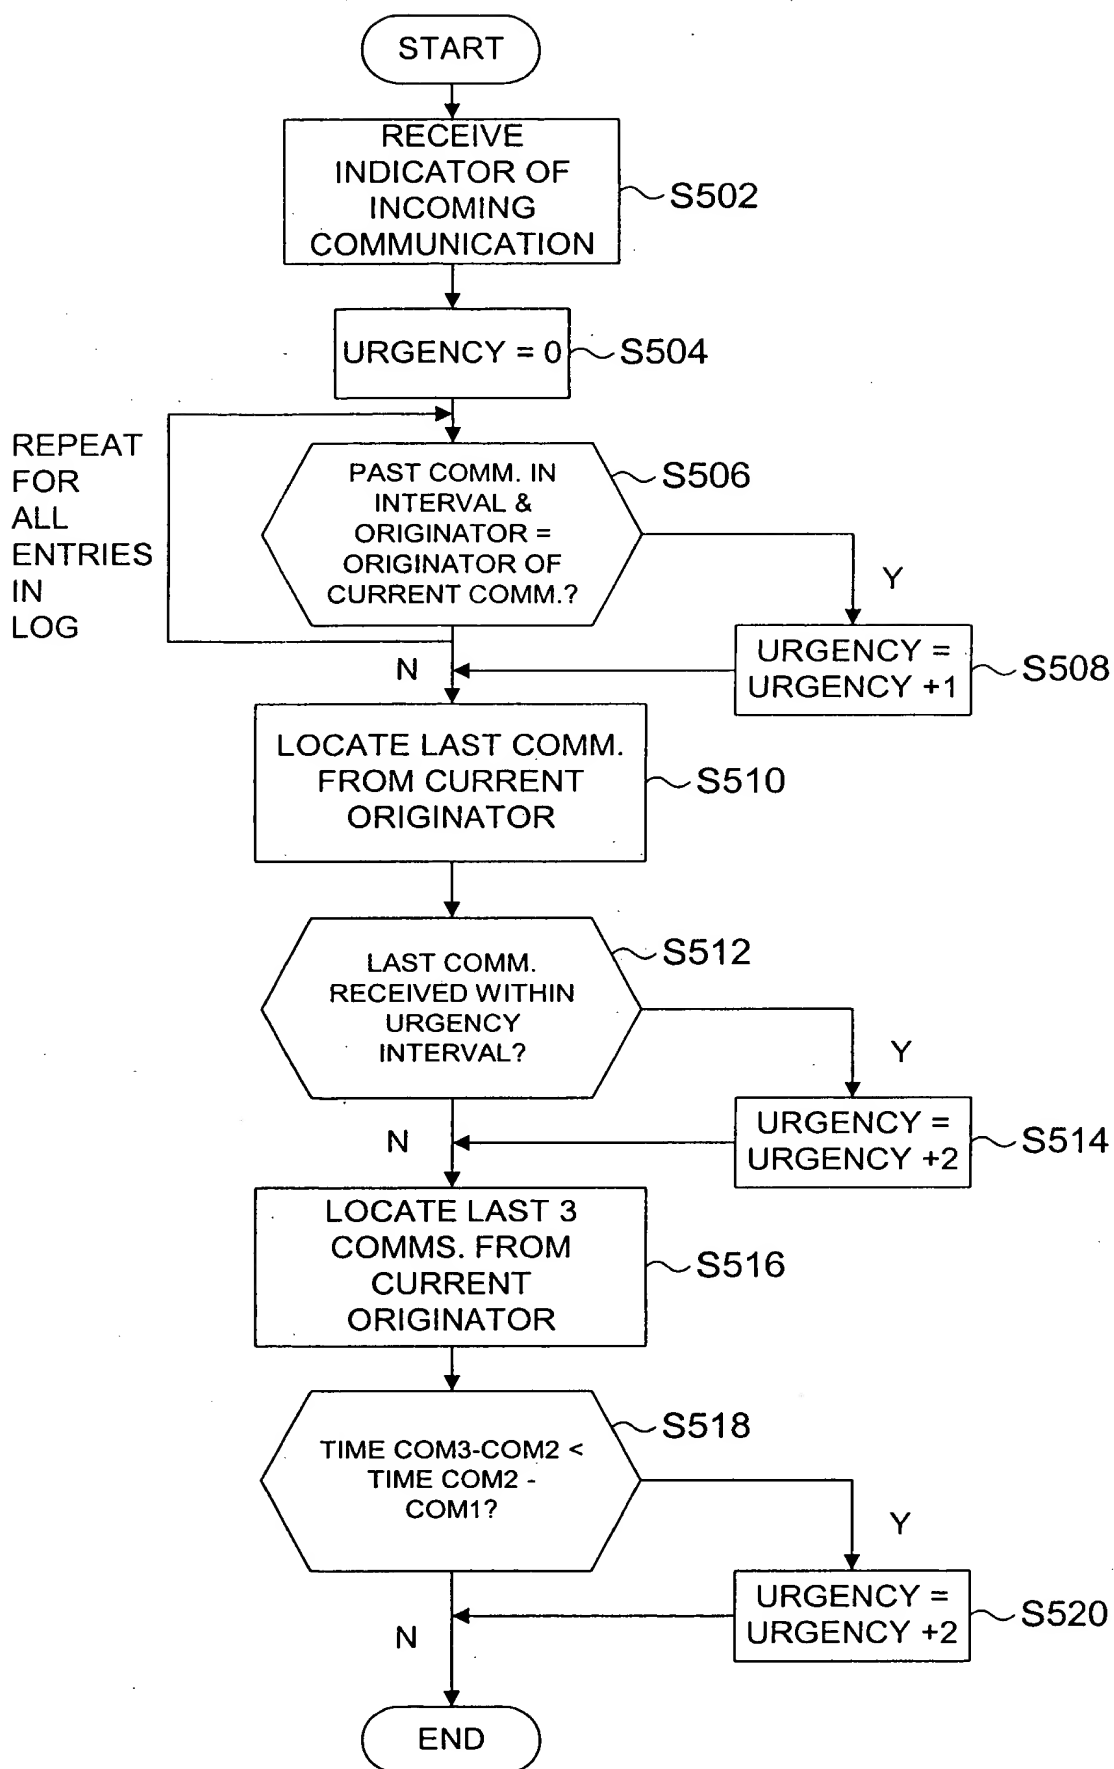 START
RECEIVE
INDICATOR OF
INCOMING
COMMUNICATION
S502
URGENCY = 0
S504
REPEAT
FOR
ALL
ENTRIES
IN
LOG
PAST COMM. IN
INTERVAL &
ORIGINATOR =
ORIGINATOR OF
CURRENT COMM.?
S506
Y
N
URGENCY =
URGENCY +1
S508
LOCATE LAST COMM.
FROM CURRENT
ORIGINATOR
S510
LAST COMM.
RECEIVED WITHIN
URGENCY
INTERVAL?
S512
Y
N
URGENCY =
URGENCY +2
S514
LOCATE LAST 3
COMMS. FROM
CURRENT
ORIGINATOR
S516
TIME COM3-COM2 <
TIME COM2 -
COM1?
S518
Y
N
URGENCY =
URGENCY +2
S520
END